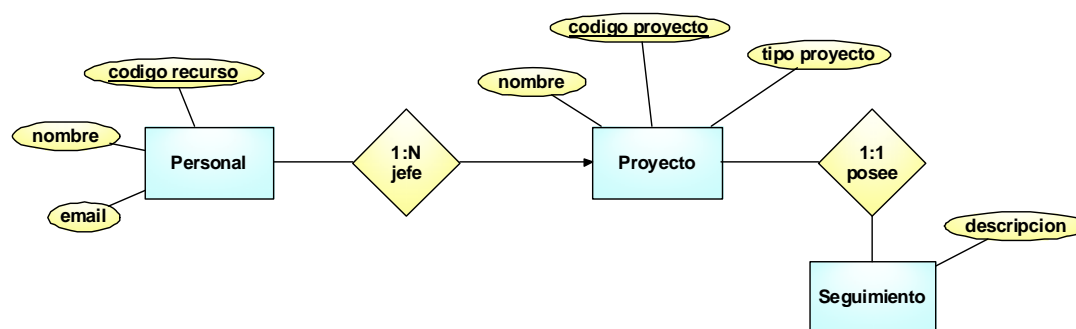 codigo proyecto
tipo proyecto
nombre
codigo recurso
nombre
Personal
email
1:N
jefe
Proyecto
1:1
posee
descripcion
Seguimiento